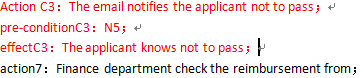 Action C3：The email notifies the applicant not to pass；
pre-conditionC3：N5；
effectC3：The applicant knows not to pass；
action7：Finance department check the reimbursement from；